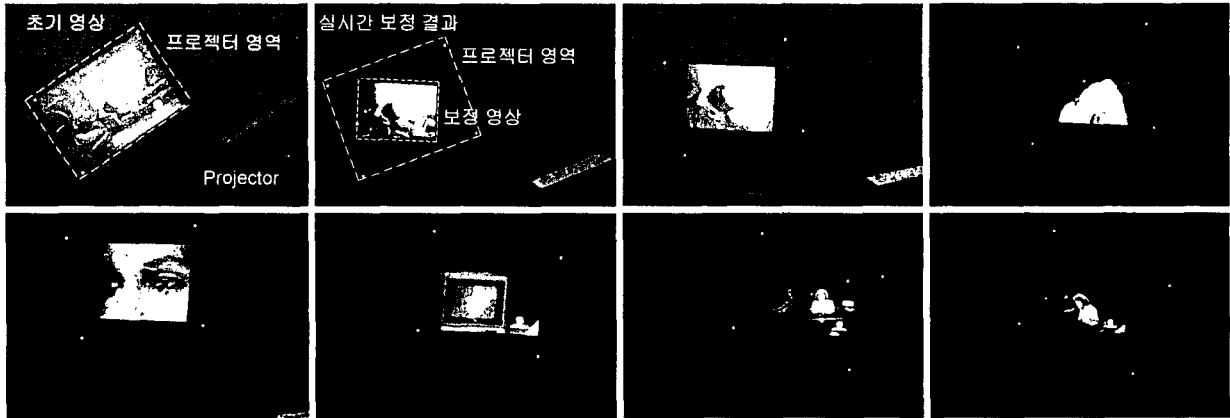 초기 영상
프로젝터 영역
Projector
실시간 보정 결과
프로젝터 영역
보정 영상